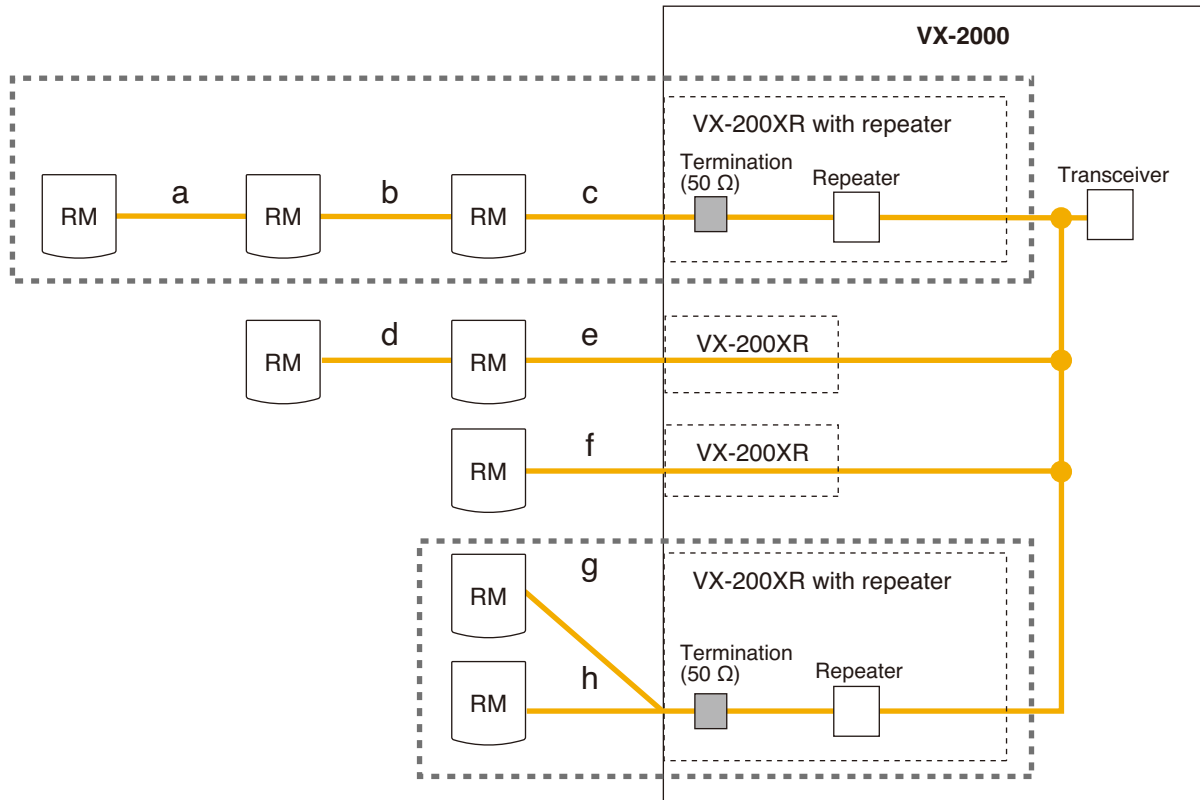 VX-2000
VX-200XR with repeater
Termination
(50 Ω)
Repeater
Transceiver
RM
a
RM
b
RM
c
RM
d
RM
e
VX-200XR
RM
f
VX-200XR
RM
g
VX-200XR with repeater
Termination
(50 Ω)
Repeater
RM
h